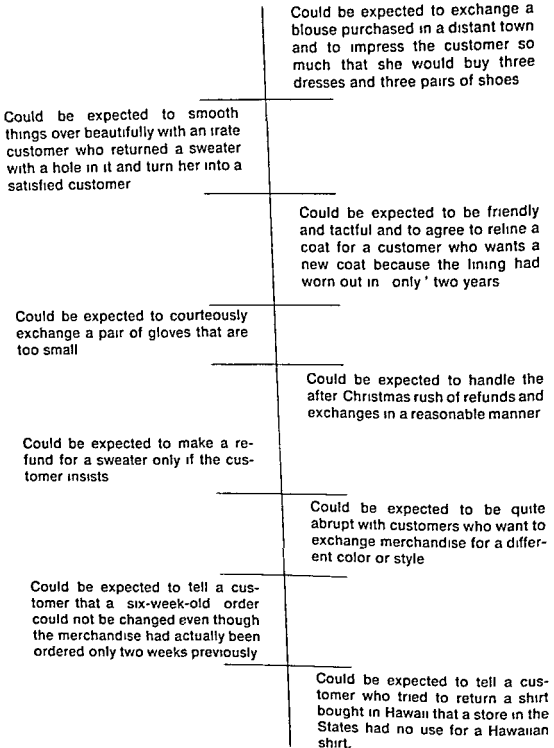 Could be expected to exchange a
blouse purchased in a distant town
and to impress the customer so
much that she would buy three
dresses and three pairs of shoes
Could be expected to smooth
things over beautifully with an irate
customer who returned a sweater
with a hole in it and turn her into a
satisfied customer
Could be expected to be friendly
and tactful and to agree to reline a
coat for a customer who wants a
new coat because the lining had
worn out in only' two years
Could be expected to courteously
exchange a pair of gloves that are
too small
Could be expected to handle the
after Christmas rush of refunds and
exchanges in a reasonable manner
Could be expected to make a re-
fund for a sweater only if the cus-
tomer insists
Could be expected to be quite
abrupt with customers who want to
exchange merchandise for a differ-
ent color or style
Could be expected to tell a cus-
tomer that a six-week-old order
could not be changed even though
the merchandise had actually been
ordered only two weeks previously
Could be expected to tell a cus-
tomer who tried to return a shirt
bought in Hawaii that a store in the
States had no use for a Hawaiian
shirt.